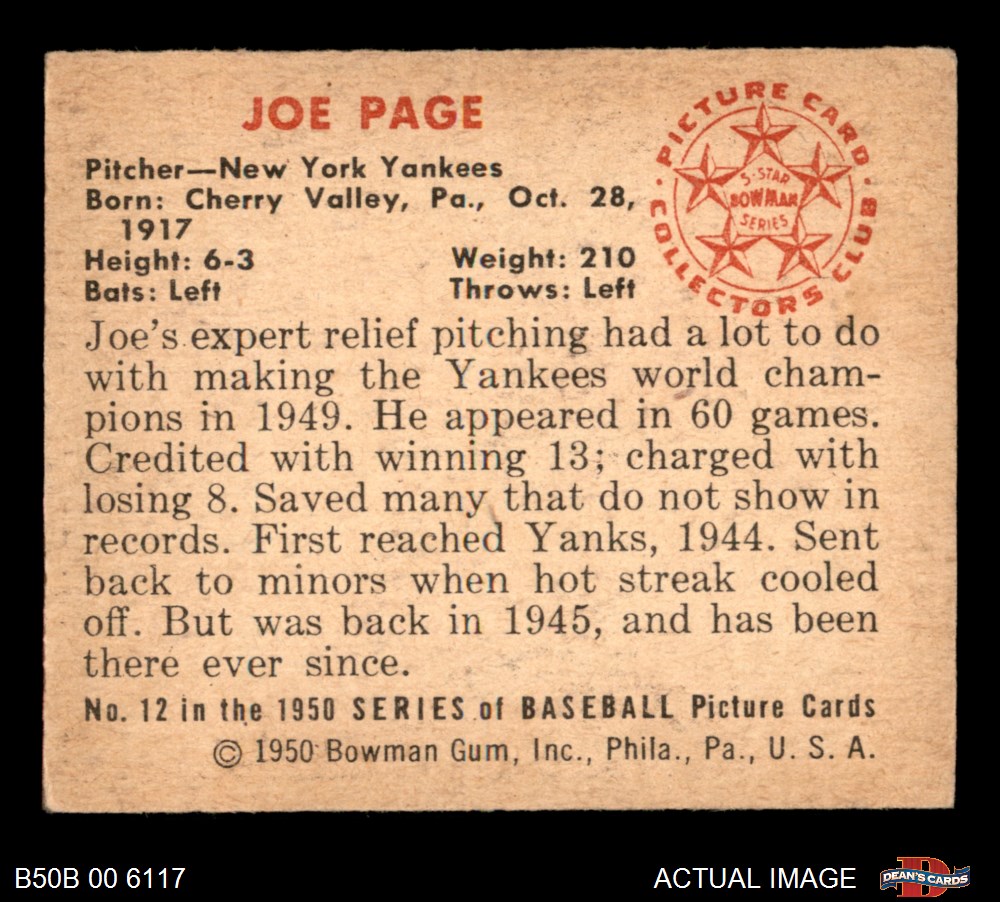 JOE PAGE
Pitcher—New York Yankees
Born: Cherry Valley, Pa., Oct. 28,
1917
Height: 6-3 Weight: 210
Bats: Left Throws: Left
PICTURE CARD
COLLECTORS CLUB
5-STAR
BOWMAN
SERIES
Joe's expert relief pitching had a lot to do
with making the Yankees world cham-
pions in 1949. He appeared in 60 games.
Credited with winning 13; charged with
losing 8. Saved many that do not show in
records. First reached Yanks, 1944. Sent
back to minors when hot streak cooled
off. But was back in 1945, and has been
there ever since.
No. 12 in the 1950 SERIES of BASEBALL Picture Cards
© 1950 Bowman Gum, Inc., Phila., Pa., U. S. A.
B50B 00 6117
ACTUAL IMAGE
D
DEAN'S CARDS